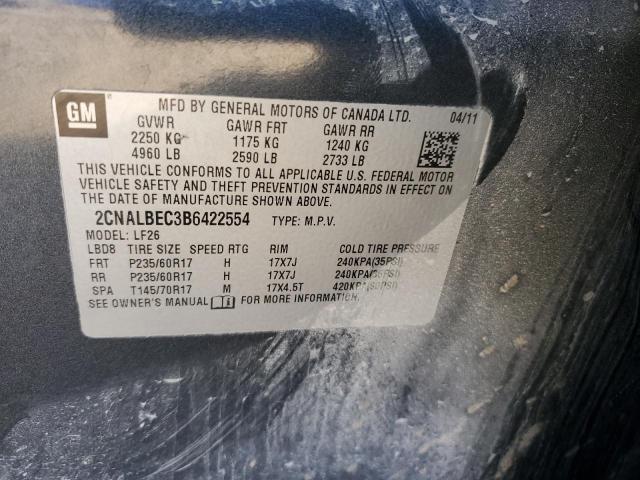 GM
MFD BY GENERAL MOTORS OF CANADA LTD.
04/11
GVWR GAWR FRT GAWR RR
2250 KG 1175 KG 1240 KG
4960 LB 2590 LB 2733 LB
THIS VEHICLE CONFORMS TO ALL APPLICABLE U.S. FEDERAL MOTOR
VEHICLE SAFETY AND THEFT PREVENTION STANDARDS IN EFFECT ON
THE DATE OF MANUFACTURE SHOWN ABOVE.
2CNALBEC3B6422554 TYPE: M.P.V.
MODEL: LF26
LBD8 TIRE SIZE SPEED RTG RIM COLD TIRE PRESSURE
FRT P235/60R17 H 17X7J 240KPA(35PSI)
RR P235/60R17 H 17X7J 240KPA(35PSI)
SPA T145/70R17 M 17X4.5T 420KPA(60PSI)
SEE OWNER'S MANUAL FOR MORE INFORMATION.